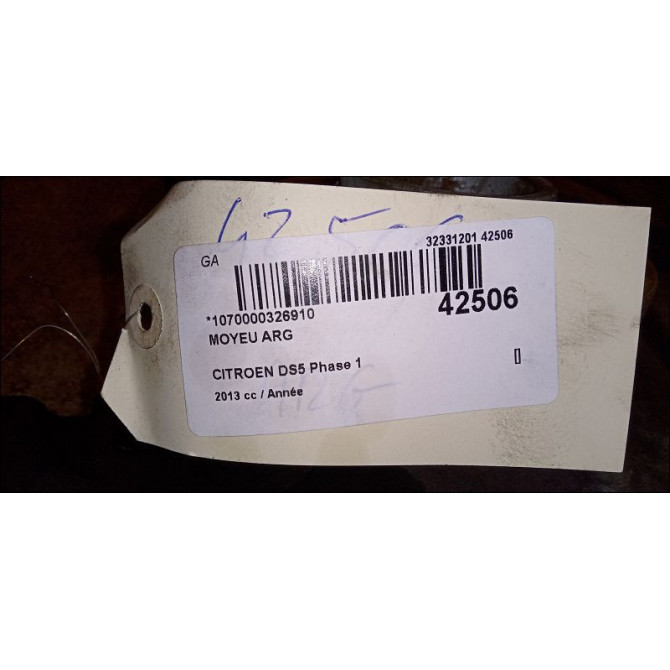 GA
32331201 42506
*1070000326910
42506
MOYEU ARG
CITROEN DS5 Phase 1
2013 cc / Année